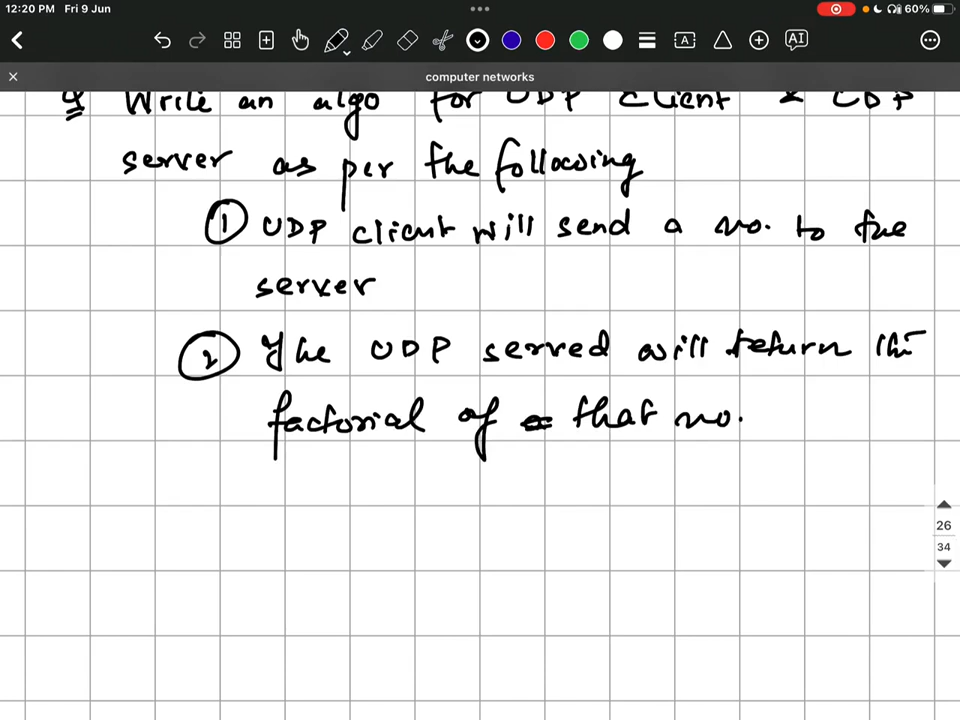 12:20 PM Fri 9 Jun
60%
computer networks
Q Write an algo for UDP client & UDP
server as per the following
① UDP client will send a no. to the
server
② The UDP served will return the
factorial of that no.
26
34